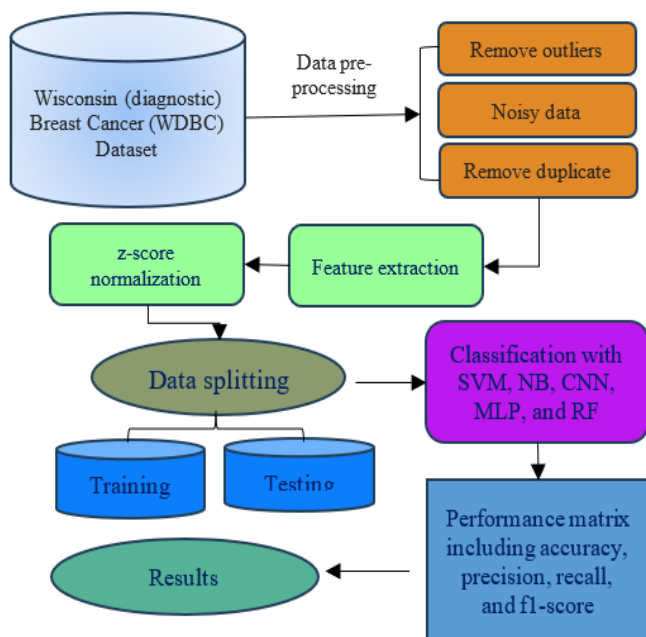 Wisconsin (diagnostic)
Breast Cancer (WDBC)
Dataset
Data pre-
processing
Remove outliers
Noisy data
Remove duplicate
z-score
normalization
Feature extraction
Data splitting
Classification with
SVM, NB, CNN,
MLP, and RF
Training
Testing
Performance matrix
including accuracy,
precision, recall,
and f1-score
Results